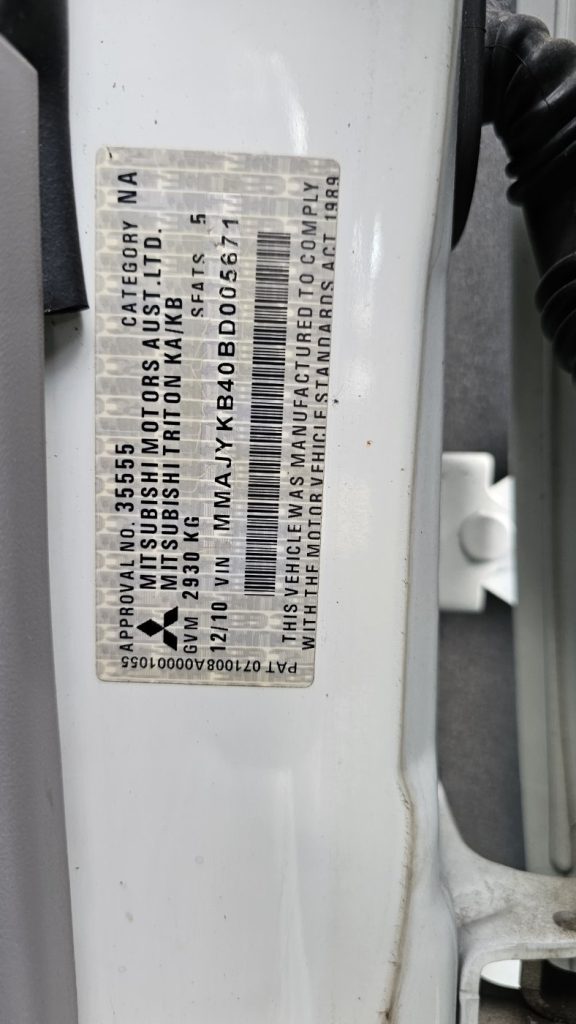 APPROVAL NO. 35555 CATEGORY NA
MITSUBISHI MOTORS AUST.LTD.
MITSUBISHI TRITON KA/KB
GVM 2930 KG SEATS 5
12/10 VIN MMAJYKB40BD005671
THIS VEHICLE WAS MANUFACTURED TO COMPLY
WITH THE MOTOR VEHICLE STANDARDS ACT 1989
PAT 071008A00001055